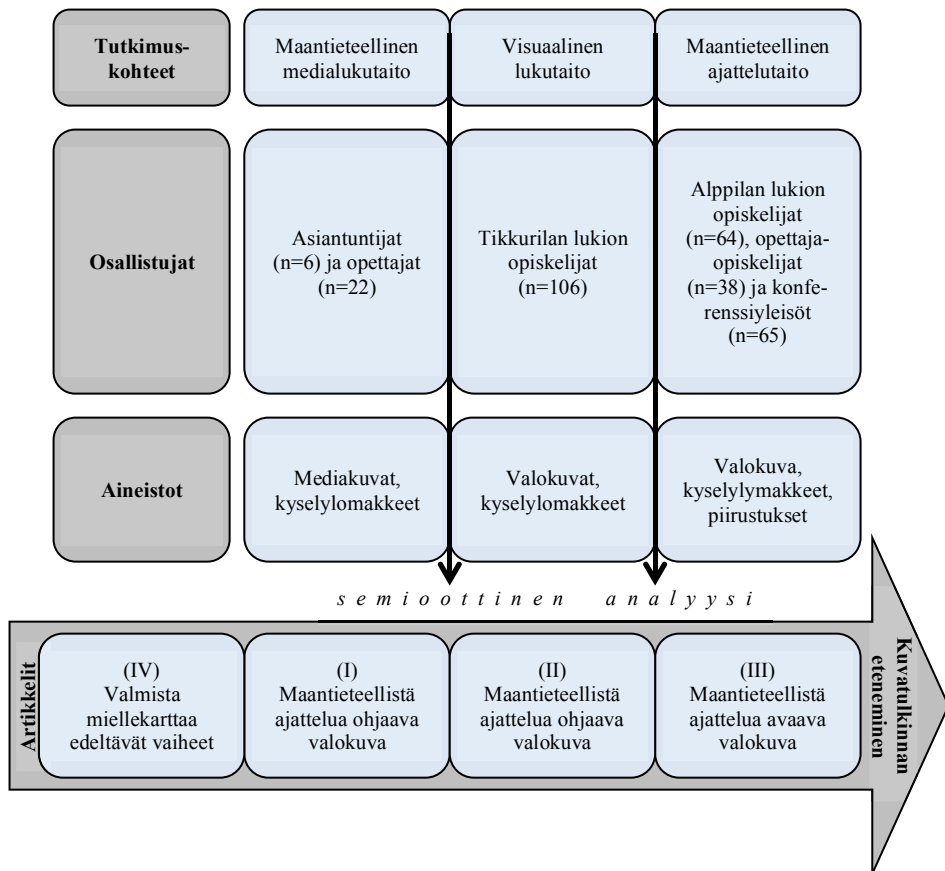 Tutkimus-
kohteet
Maantieteellinen
medialukutaito
Visuaalinen
lukutaito
Maantieteellinen
ajattelutaito
Osallistujat
Asiantuntijat
(n=6) ja opettajat
(n=22)
Tikkurilan lukion
opiskelijat
(n=106)
Alppilan lukion
opiskelijat
(n=64), opettaja-
opiskelijat
(n=38) ja konfe-
renssiyleisöt
(n=65)
Aineistot
Mediakuvat,
kyselylomakkeet
Valokuvat,
kyselylomakkeet
Valokuva,
kyselylymakkeet,
piirustukset
semioottinen analyysi
Artikkelit
(IV)
Valmista
miellekarttaa
edeltävät vaiheet
(I)
Maantieteellistä
ajattelua ohjaava
valokuva
(II)
Maantieteellistä
ajattelua ohjaava
valokuva
(III)
Maantieteellistä
ajattelua avaava
valokuva
Kuvatulkinnan
eteneminen